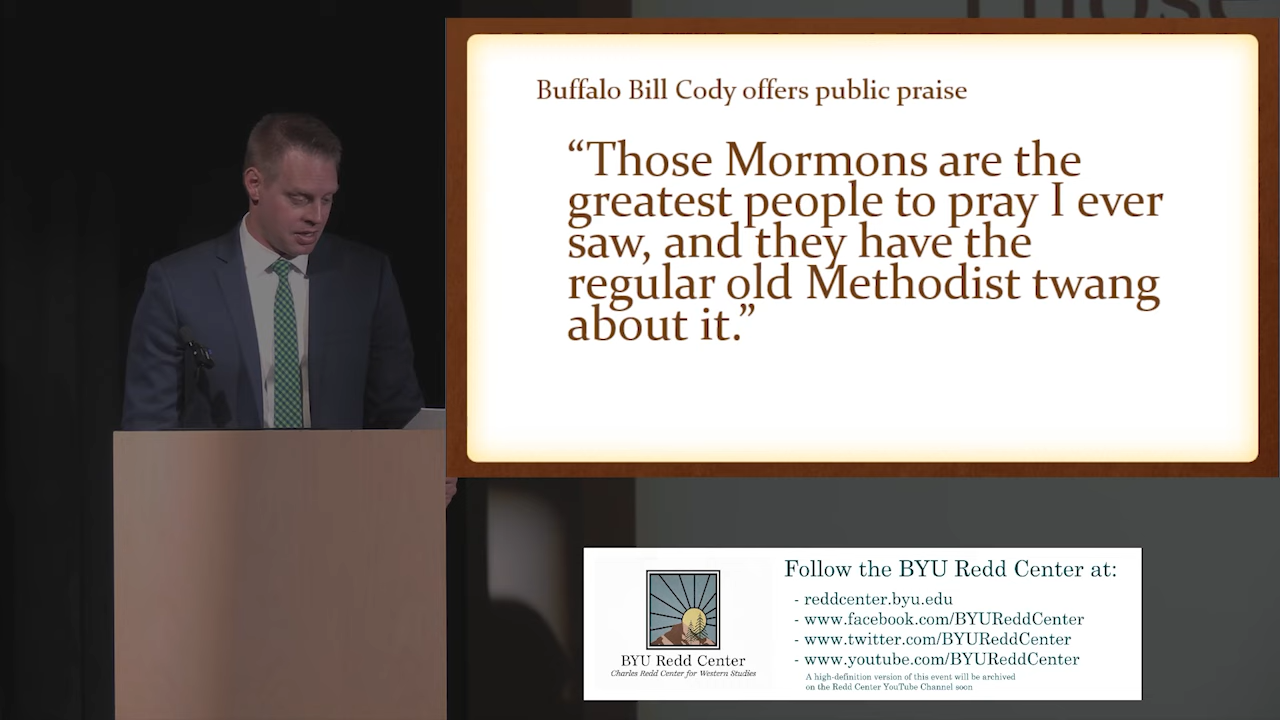 Those
Buffalo Bill Cody offers public praise
“Those Mormons are the
greatest people to pray I ever
saw, and they have the
regular old Methodist twang
about it.”
Follow the BYU Redd Center at:
- reddcenter.byu.edu
- www.facebook.com/BYUReddCenter
- www.twitter.com/BYUReddCenter
- www.youtube.com/BYUReddCenter
A high-definition version of this event will be archived
on the Redd Center YouTube Channel soon
BYU Redd Center
Charles Redd Center for Western Studies